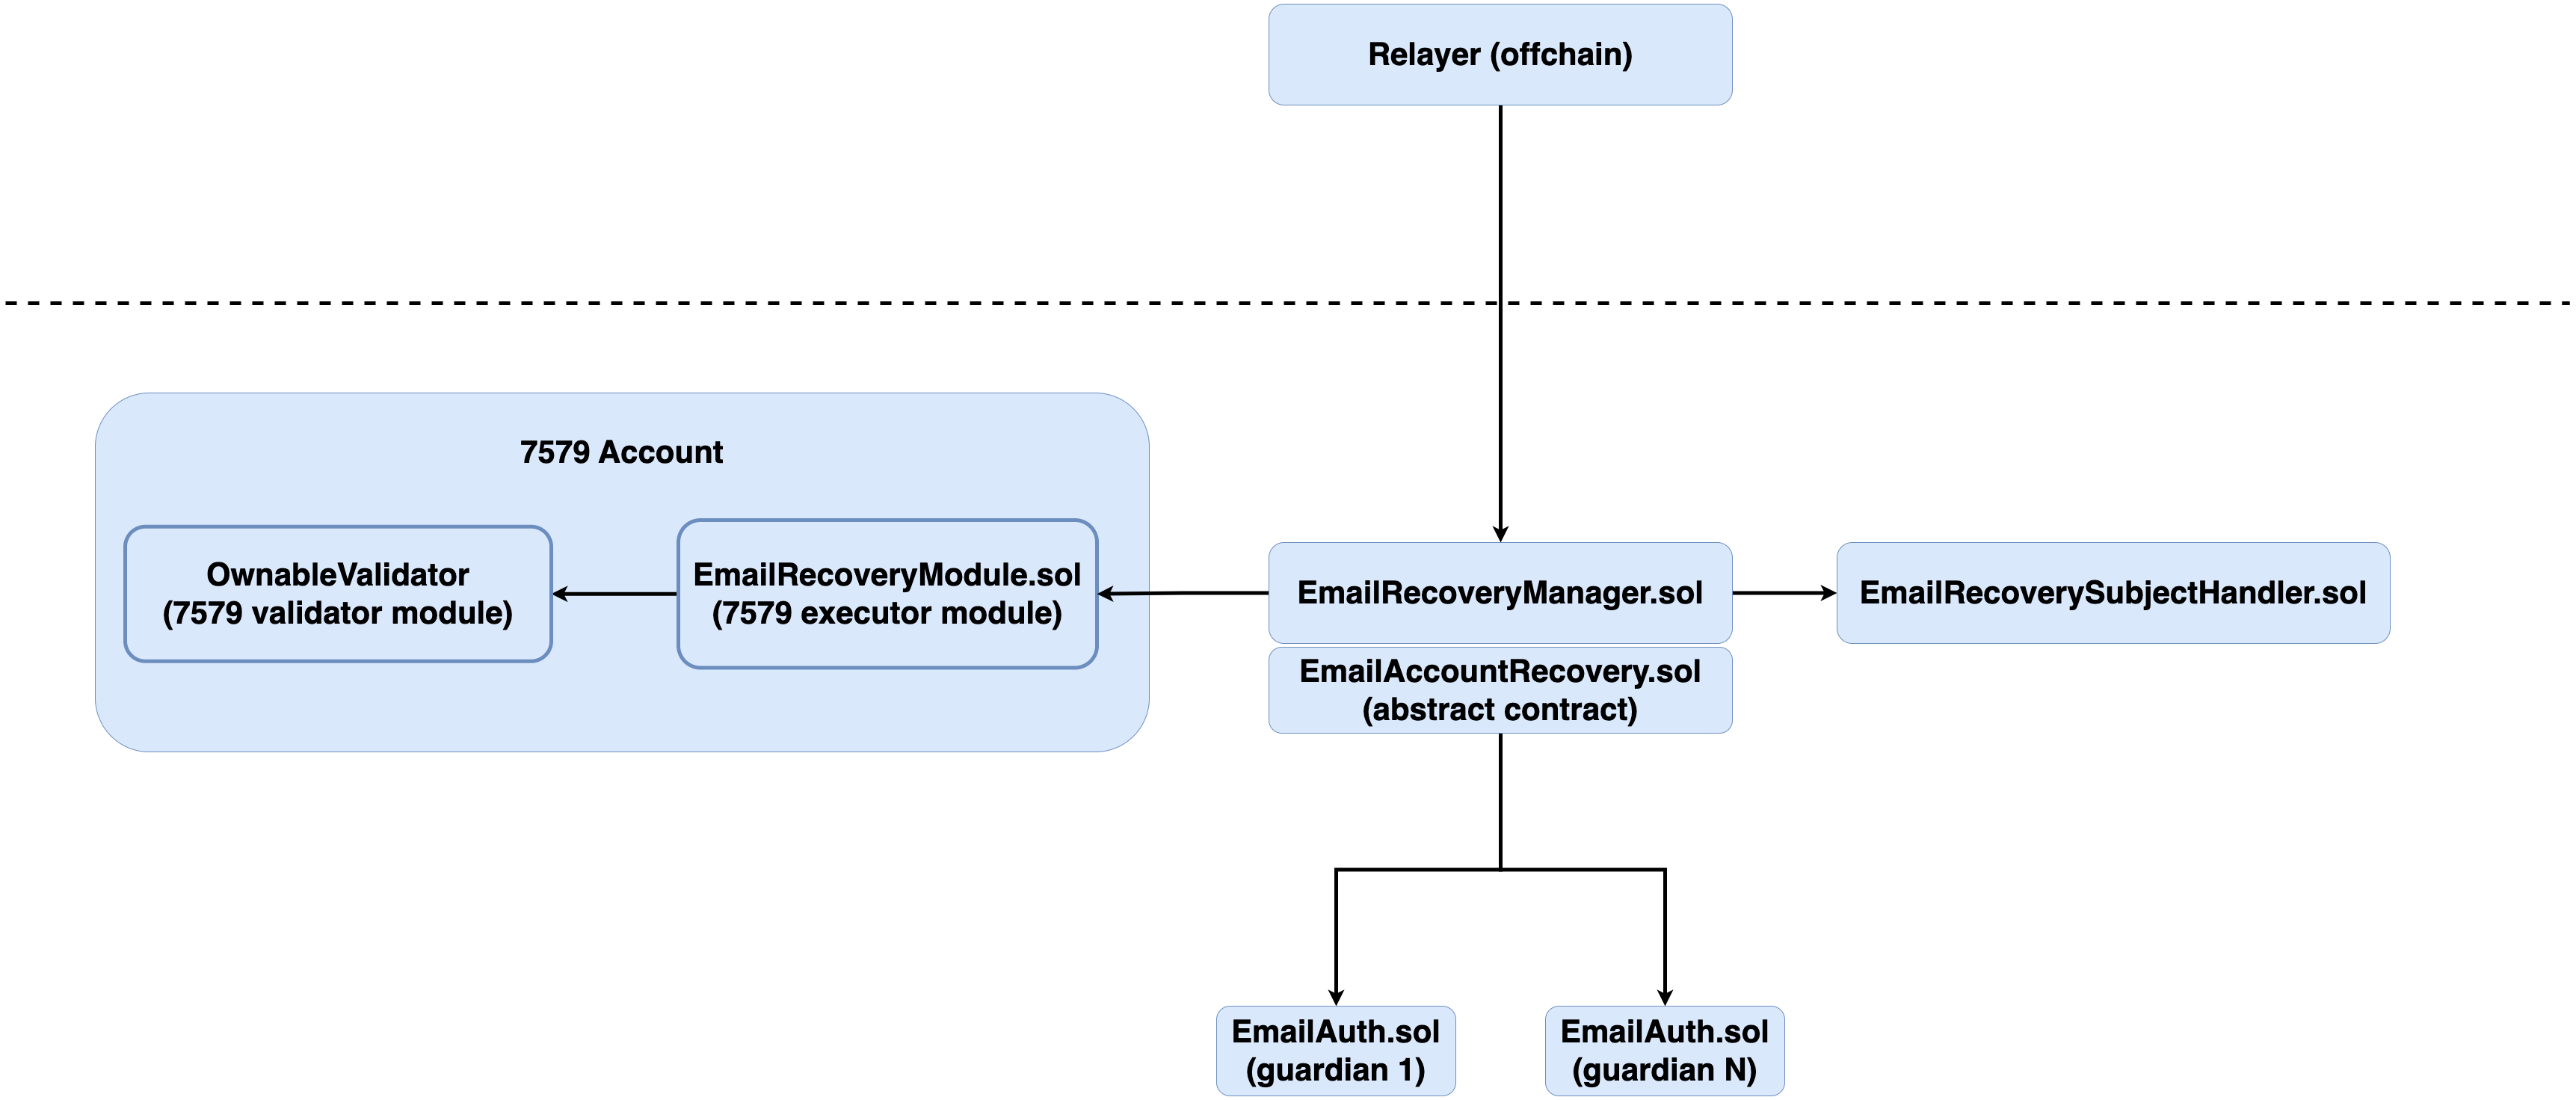 Relayer (offchain)
7579 Account
OwnableValidator
(7579 validator module)
EmailRecoveryModule.sol
(7579 executor module)
EmailRecoveryManager.sol
EmailRecoverySubjectHandler.sol
EmailAccountRecovery.sol
(abstract contract)
EmailAuth.sol
(guardian 1)
EmailAuth.sol
(guardian N)